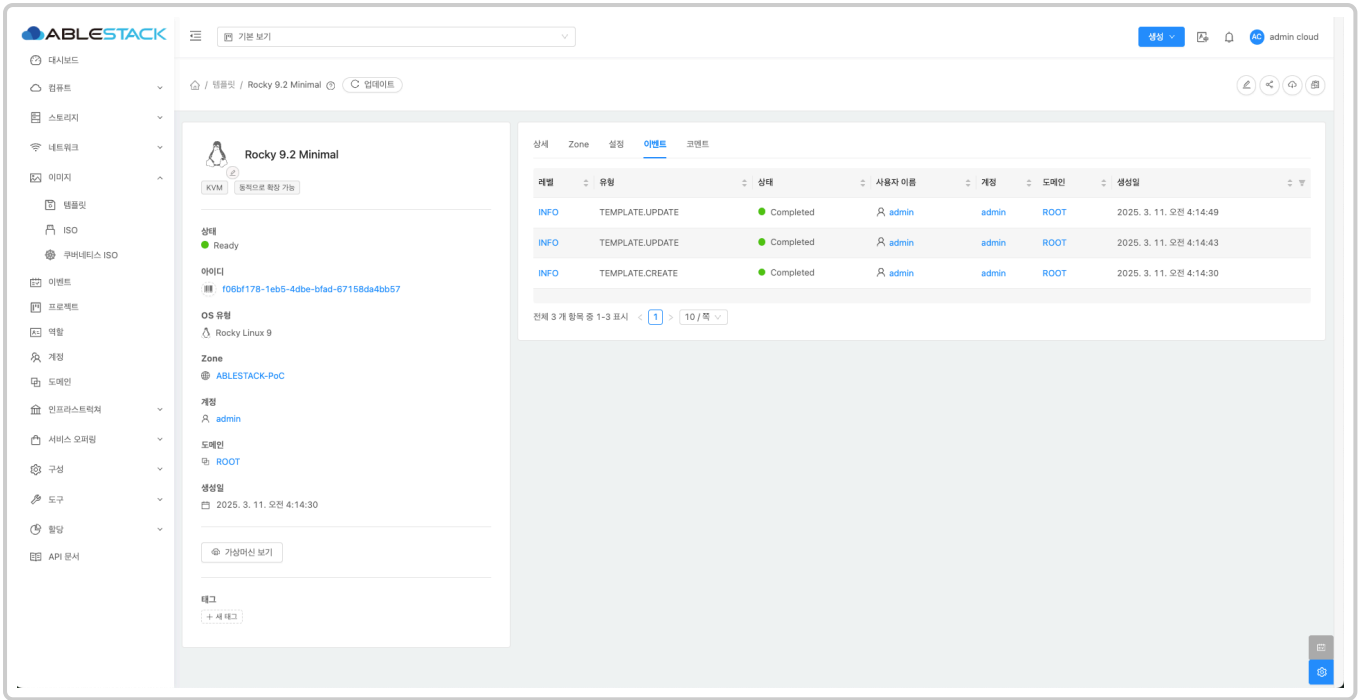 ABLESTACK
기본 보기
생성
AC admin cloud
대시보드
컴퓨트
스토리지
네트워크
이미지
템플릿
ISO
쿠버네티스 ISO
이벤트
프로젝트
역할
계정
도메인
인프라스트럭쳐
서비스 오퍼링
구성
도구
할당
API 문서
/ 템플릿 / Rocky 9.2 Minimal 업데이트
Rocky 9.2 Minimal
KVM 동적으로 확장 가능
상태
Ready
아이디
f06bf178-1eb5-4dbe-bfad-67158da4bb57
OS 유형
Rocky Linux 9
Zone
ABLESTACK-PoC
계정
admin
도메인
ROOT
생성일
2025. 3. 11. 오전 4:14:30
가상머신 보기
태그
+ 새 태그
상세 Zone 설정 이벤트 코멘트
레벨 유형 상태 사용자 이름 계정 도메인 생성일
INFO TEMPLATE.UPDATE Completed admin admin ROOT 2025. 3. 11. 오전 4:14:49
INFO TEMPLATE.UPDATE Completed admin admin ROOT 2025. 3. 11. 오전 4:14:43
INFO TEMPLATE.CREATE Completed admin admin ROOT 2025. 3. 11. 오전 4:14:30
전체 3 개 항목 중 1-3 표시 < 1 > 10 / 쪽